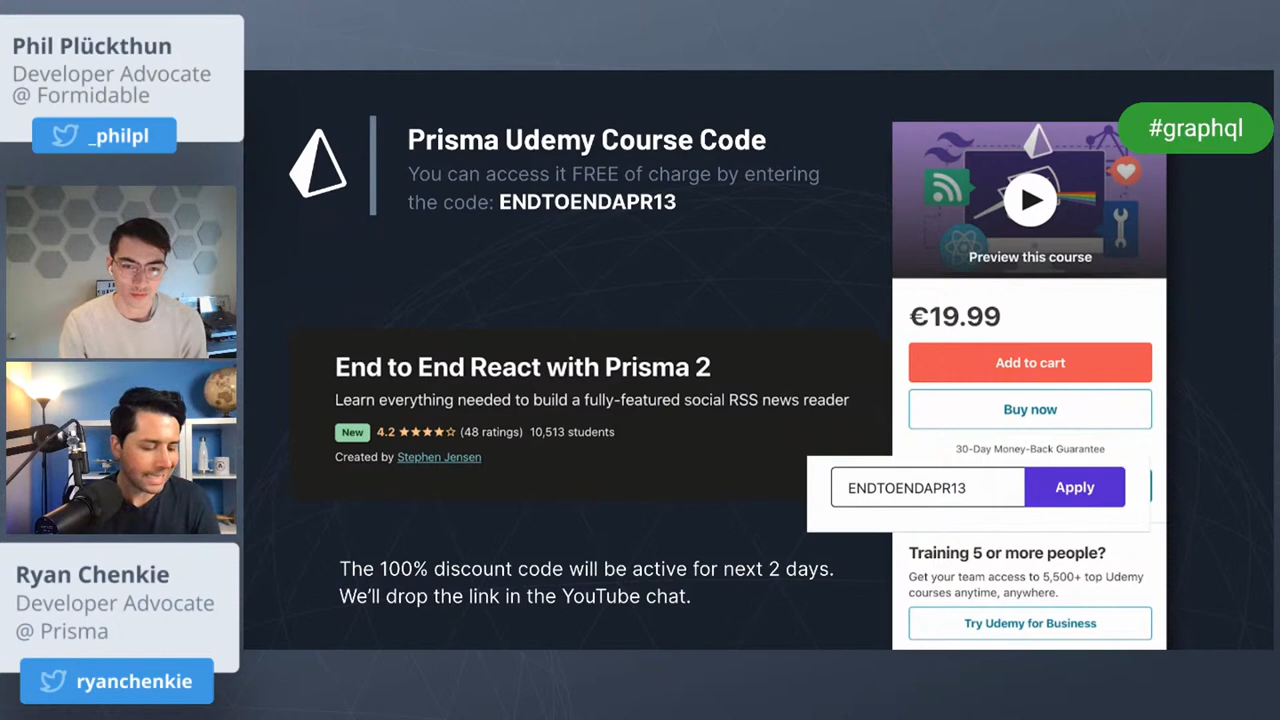 Phil Plückthun
Developer Advocate
@ Formidable
_philpl
Ryan Chenkie
Developer Advocate
@ Prisma
ryanchenkie
Prisma Udemy Course Code
You can access it FREE of charge by entering
the code: ENDTOENDAPR13
End to End React with Prisma 2
Learn everything needed to build a fully-featured social RSS news reader
New 4.2 (48 ratings) 10,513 students
Created by Stephen Jensen
The 100% discount code will be active for next 2 days.
We'll drop the link in the YouTube chat.
#graphql
Preview this course
€19.99
Add to cart
Buy now
30-Day Money-Back Guarantee
ENDTOENDAPR13 Apply
Training 5 or more people?
Get your team access to 5,500+ top Udemy
courses anytime, anywhere.
Try Udemy for Business